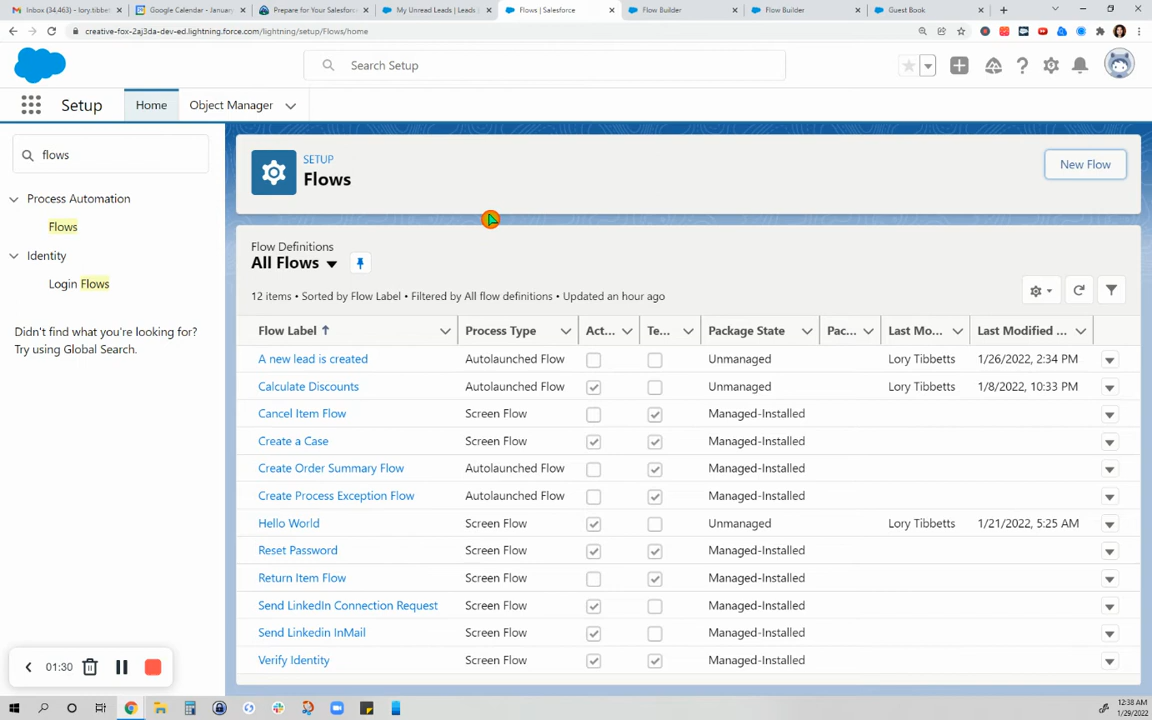 Inbox (34,463) - lory.tibbet
Google Calendar - January
Prepare for Your Salesforc
My Unread Leads | Leads
Flows | Salesforce
Flow Builder
Flow Builder
Guest Book
creative-fox-2aj3da-dev-ed.lightning.force.com/lightning/setup/Flows/home
Search Setup
Setup
Home
Object Manager
flows
Process Automation
Flows
Identity
Login Flows
Didn't find what you're looking for?
Try using Global Search.
SETUP
Flows
New Flow
Flow Definitions
All Flows
12 items • Sorted by Flow Label • Filtered by All flow definitions • Updated an hour ago
Flow Label ↑ Process Type Act... Te... Package State Pac... Last Mo... Last Modified ...
A new lead is created Autolaunched Flow Unmanaged Lory Tibbetts 1/26/2022, 2:34 PM
Calculate Discounts Autolaunched Flow Unmanaged Lory Tibbetts 1/8/2022, 10:33 PM
Cancel Item Flow Screen Flow Managed-Installed
Create a Case Screen Flow Managed-Installed
Create Order Summary Flow Autolaunched Flow Managed-Installed
Create Process Exception Flow Autolaunched Flow Managed-Installed
Hello World Screen Flow Unmanaged Lory Tibbetts 1/21/2022, 5:25 AM
Reset Password Screen Flow Managed-Installed
Return Item Flow Screen Flow Managed-Installed
Send LinkedIn Connection Request Screen Flow Managed-Installed
Send Linkedin InMail Screen Flow Managed-Installed
Verify Identity Screen Flow Managed-Installed
01:30
12:38 AM
1/29/2022